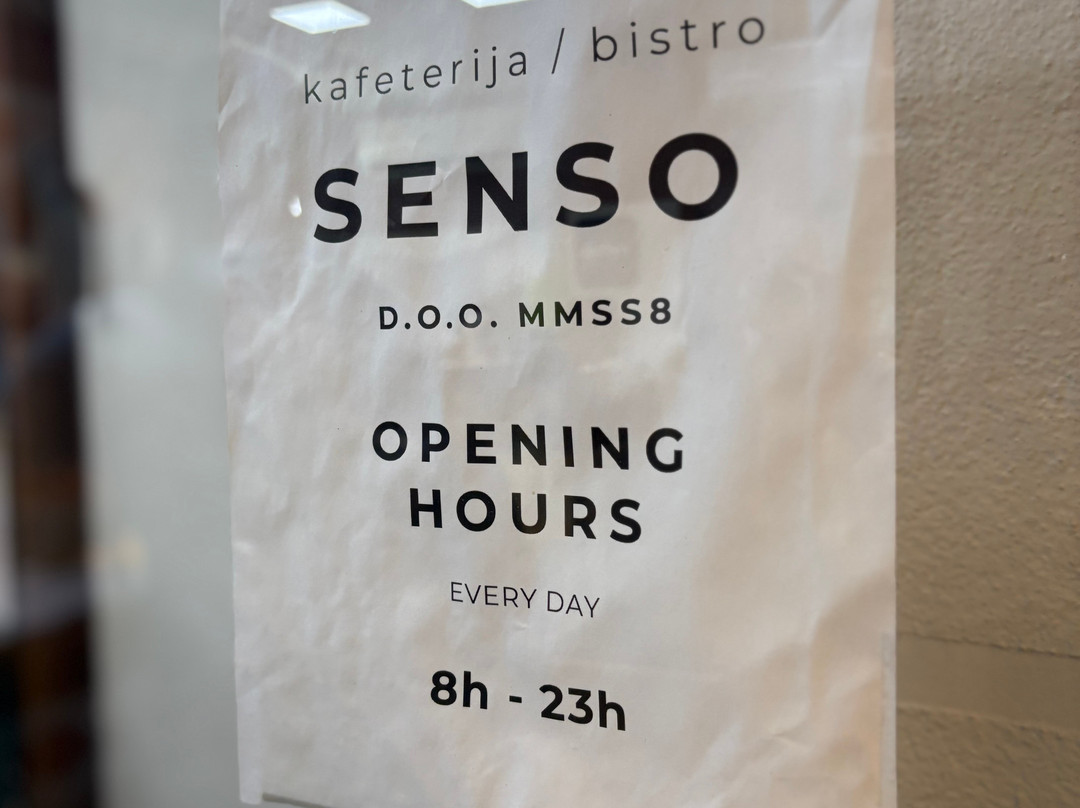 kafeterija / bistro
SENSO
D.O.O. MMSS8
OPENING
HOURS
EVERY DAY
8h - 23h